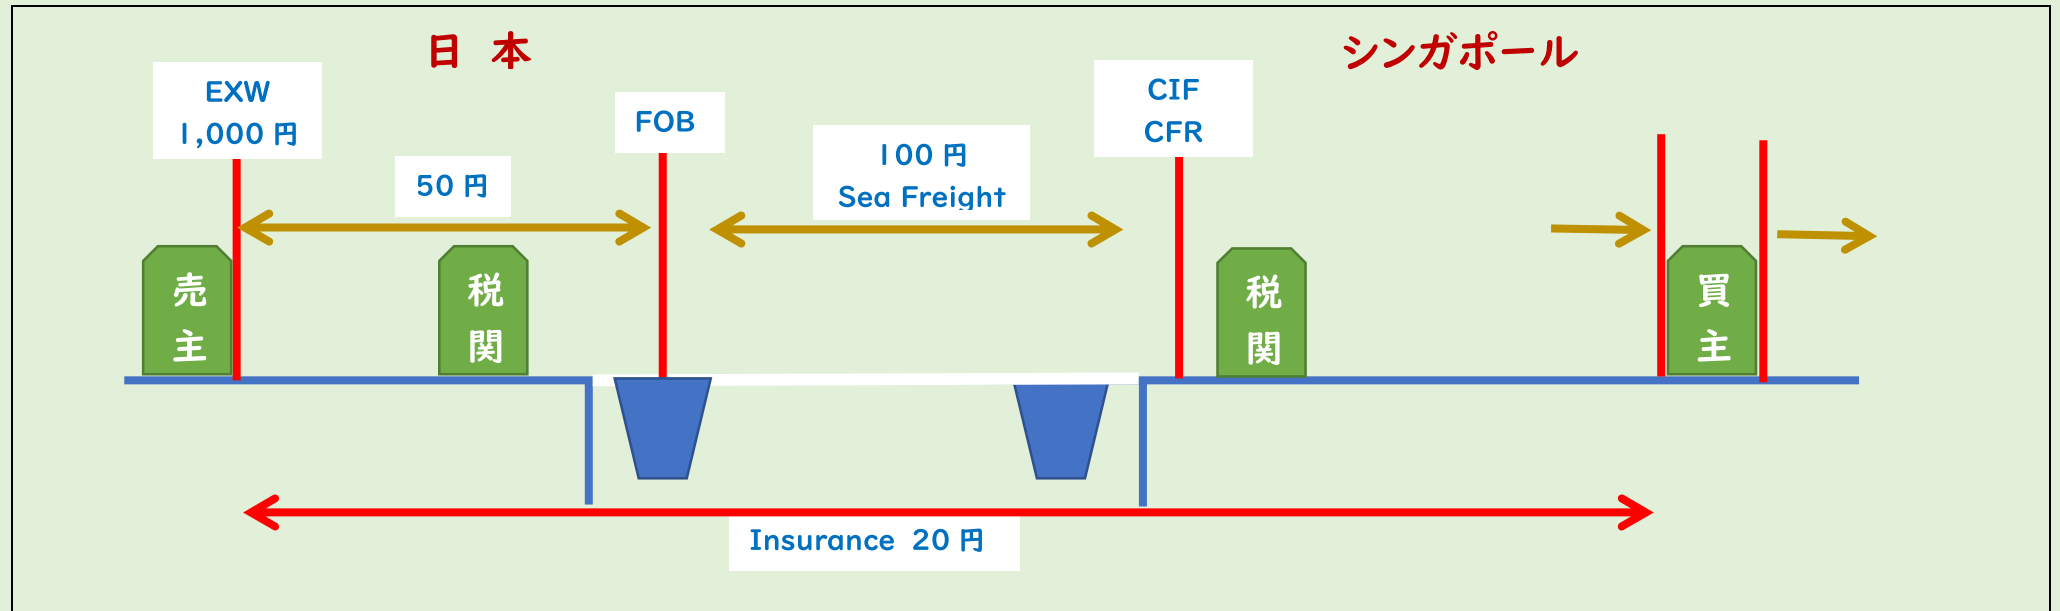 日 本
シンガポール
EXW
1,000 円
FOB
CIF
CFR
50 円
100 円
Sea Freight
売
主
税
関
税
関
買
主
Insurance 20 円